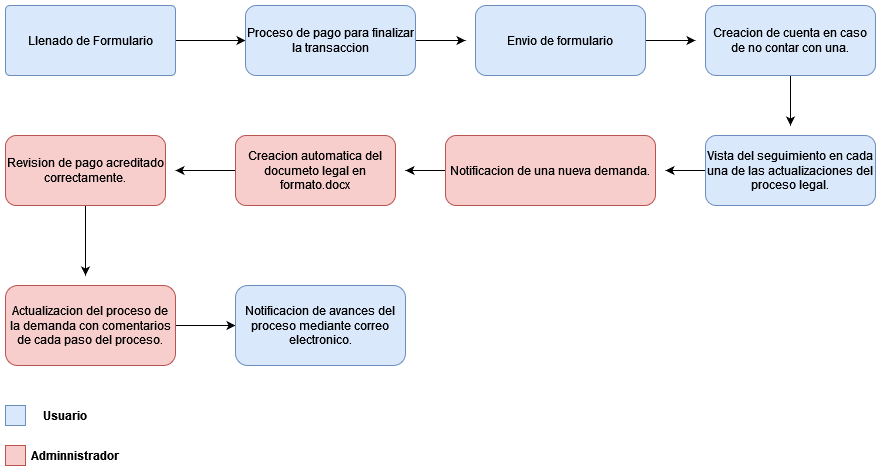 Llenado de Formulario
Proceso de pago para finalizar
la transaccion
Envio de formulario
Creacion de cuenta en caso
de no contar con una.
Revision de pago acreditado
correctamente.
Creacion automatica del
documeto legal en
formato.docx
Notificacion de una nueva demanda.
Vista del seguimiento en cada
una de las actualizaciones del
proceso legal.
Actualizacion del proceso de
la demanda con comentarios
de cada paso del proceso.
Notificacion de avances del
proceso mediante correo
electronico.
Usuario
Adminnistrador